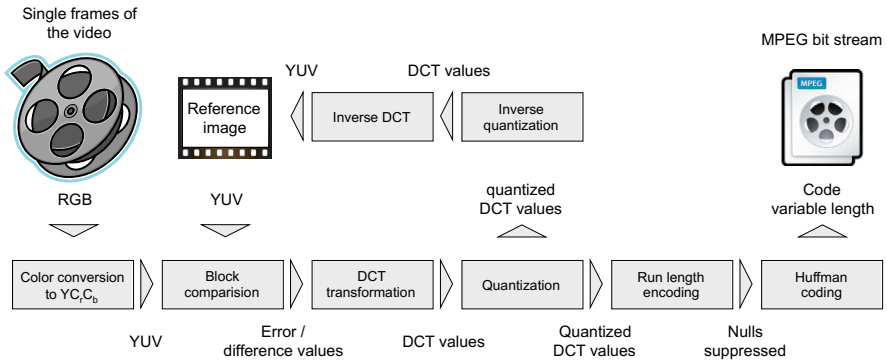 Single frames of
the video
MPEG bit stream
YUV
DCT values
MPEG
Reference
image
Inverse DCT
Inverse
quantization
RGB
YUV
quantized
DCT values
Code
variable length
Color conversion
to YCrCb
Block
comparision
DCT
transformation
Quantization
Run length
encoding
Huffman
coding
YUV
Error /
difference values
DCT values
Quantized
DCT values
Nulls
suppressed